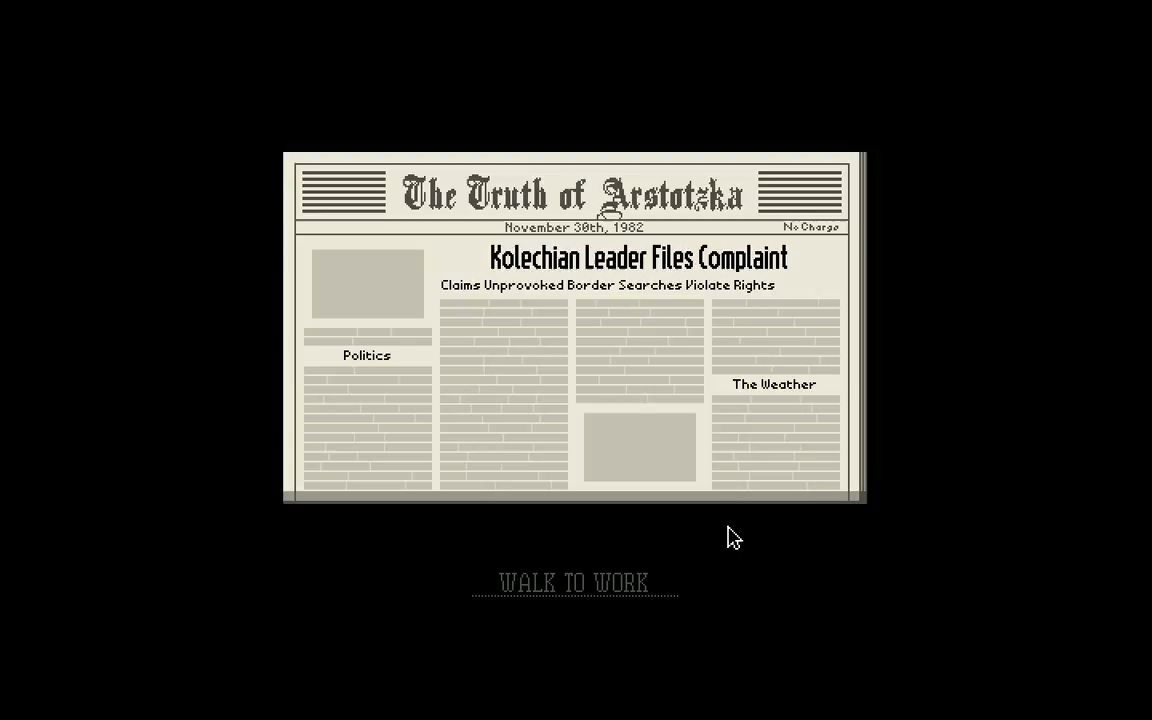 The Truth of Arstotzka
November 30th, 1982
No Charge
Kolechian Leader Files Complaint
Claims Unprovoked Border Searches Violate Rights
Politics
The Weather
WALK TO WORK